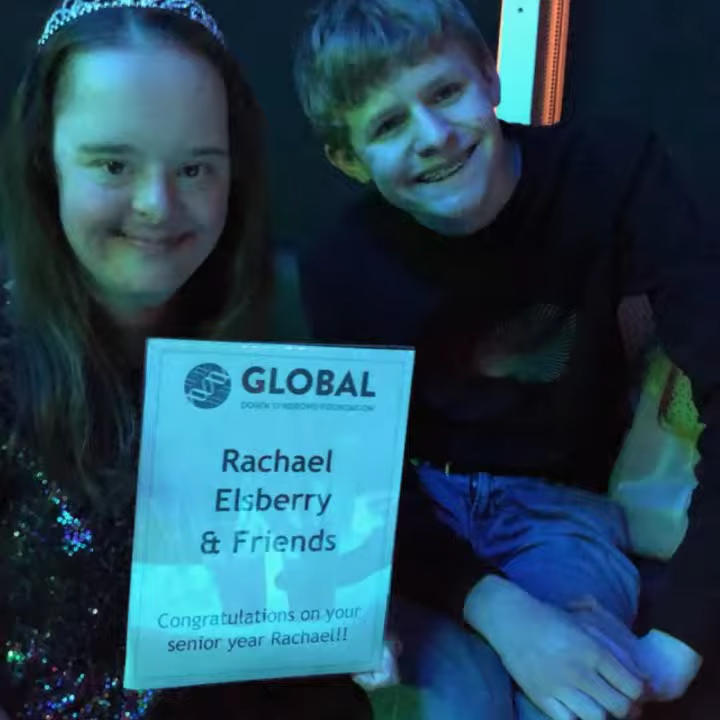 GLOBAL
DOWN SYNDROME FOUNDATION
Rachael
Elsberry
& Friends
Congratulations on your
senior year Rachael!!